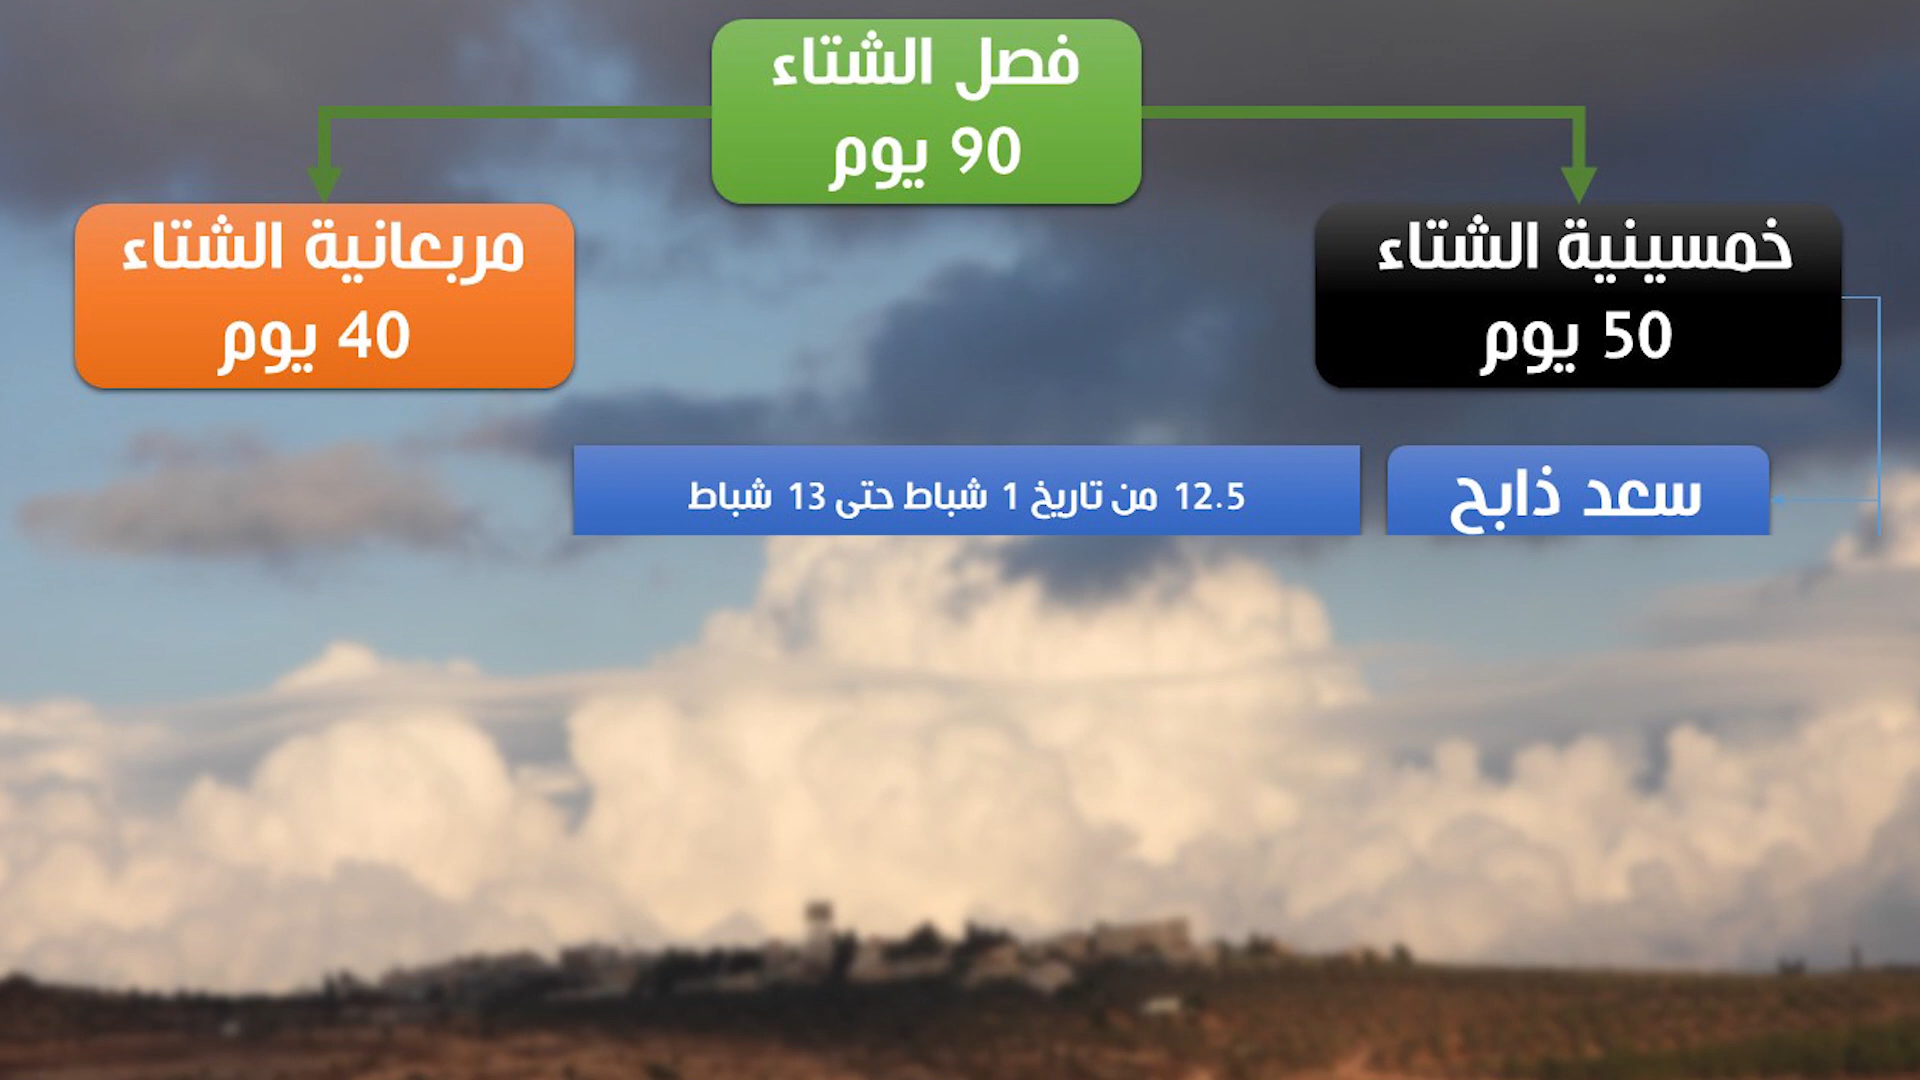 فصل الشتاء
90 يوم
خمسينية الشتاء
50 يوم
مربعانية الشتاء
40 يوم
سعد ذابح
12.5 من تاريخ 1 شباط حتى 13 شباط